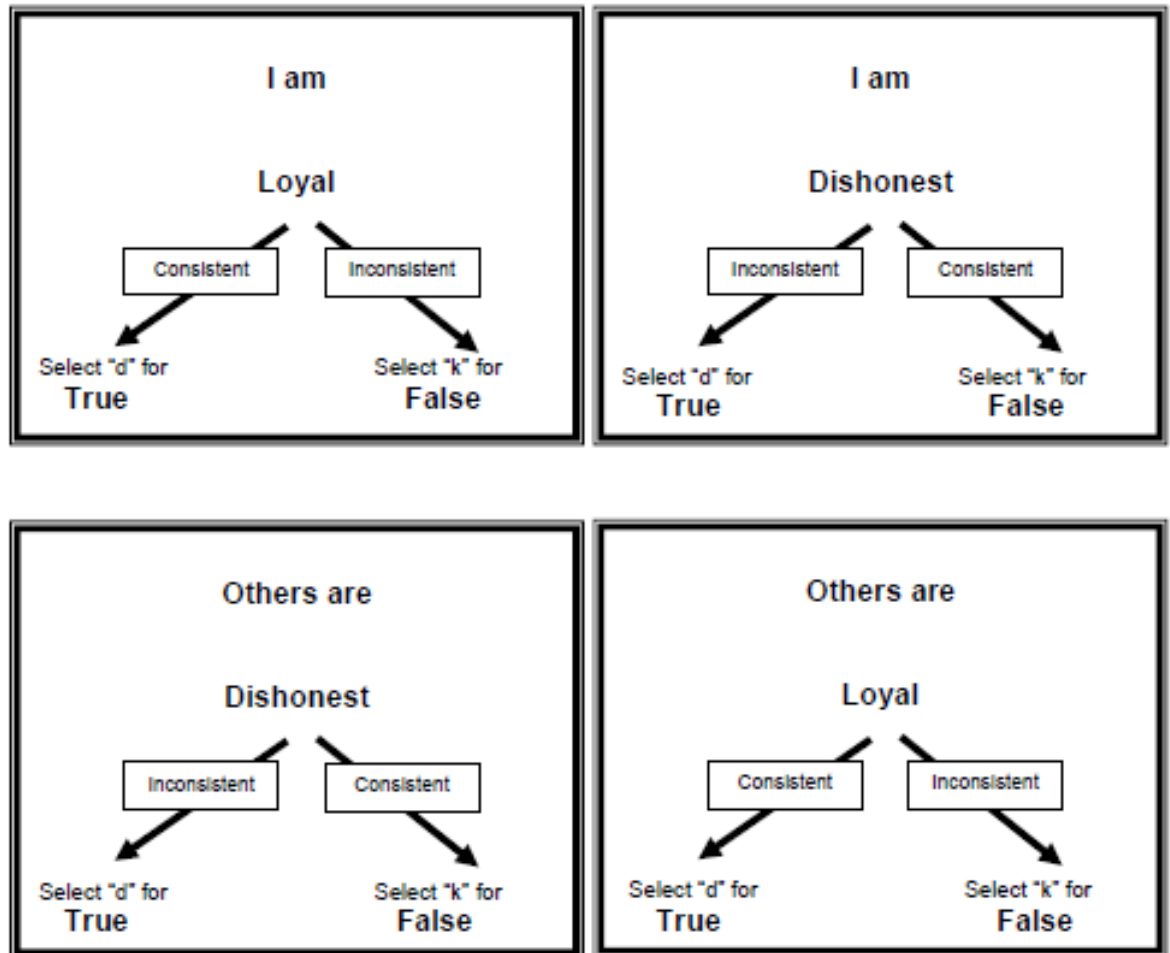 I am
Loyal
Consistent Inconsistent
Select “d” for Select “k” for
True False
I am
Dishonest
Inconsistent Consistent
Select “d” for Select “k” for
True False
Others are
Dishonest
Inconsistent Consistent
Select “d” for Select “k” for
True False
Others are
Loyal
Consistent Inconsistent
Select “d” for Select “k” for
True False